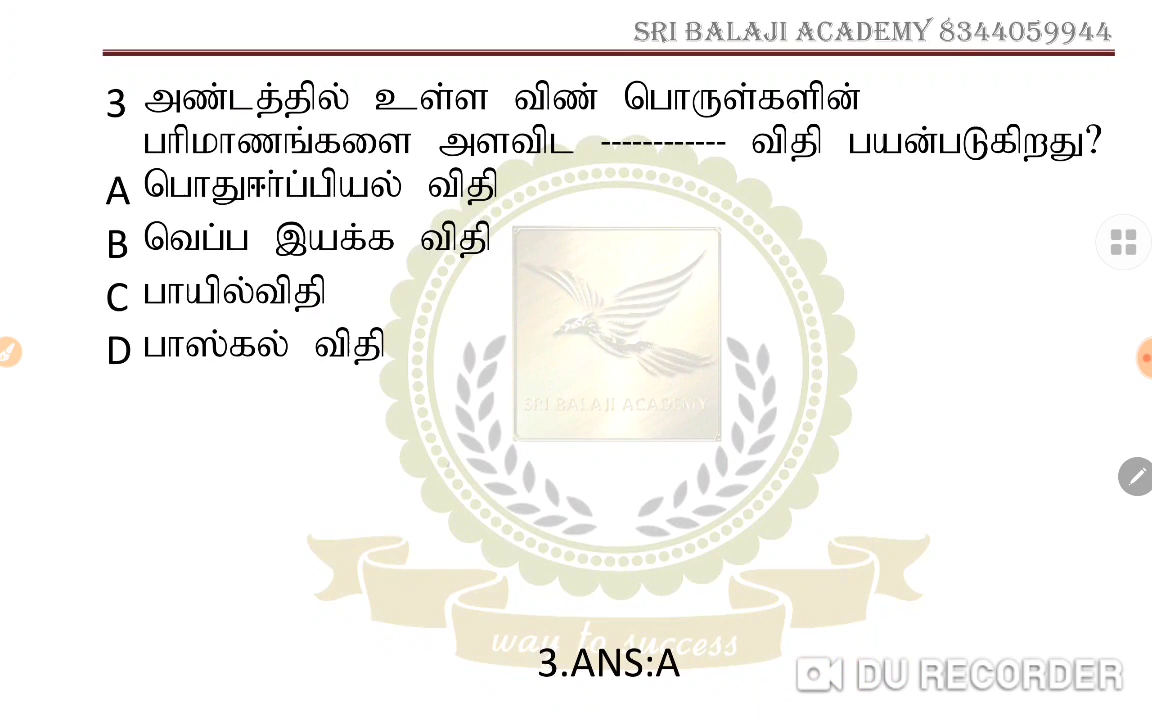 SRI BALAJI ACADEMY 8344059944
3 அண்டத்தில் உள்ள விண் பொருள்களின்
பரிமாணங்களை அளவிட ------------ விதி பயன்படுகிறது?
A பொதுஈர்ப்பியல் விதி
B வெப்ப இயக்க விதி
C பாயில்விதி
D பாஸ்கல் விதி
SRI BALAJI ACADEMY
way to success
3.ANS:A
DU RECORDER